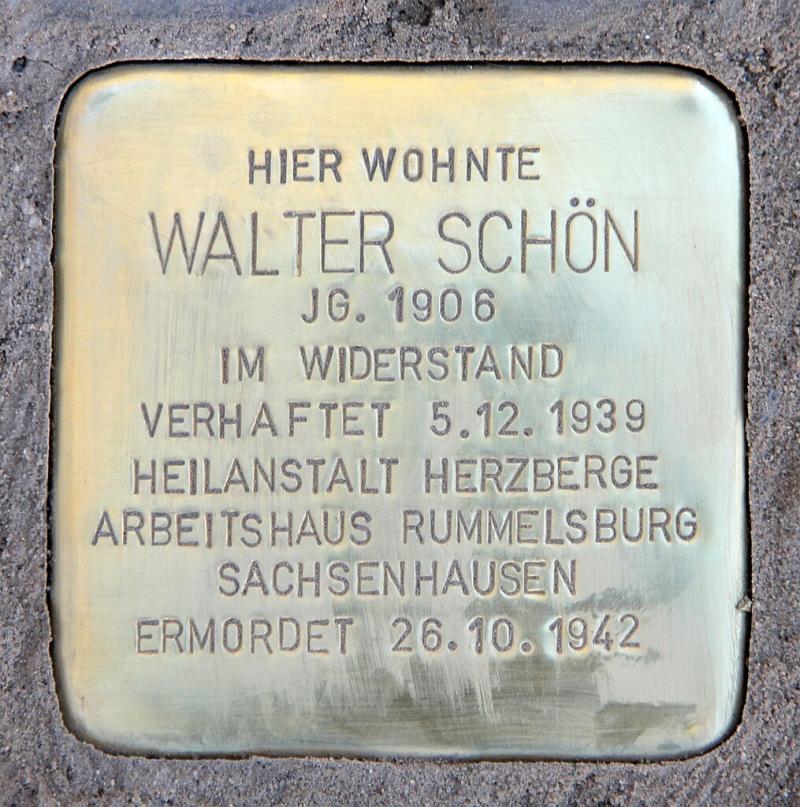 HIER WOHNTE
WALTER SCHÖN
JG. 1906
IM WIDERSTAND
VERHAFTET 5.12.1939
HEILANSTALT HERZBERGE
ARBEITSHAUS RUMMELSBURG
SACHSENHAUSEN
ERMORDET 26.10.1942